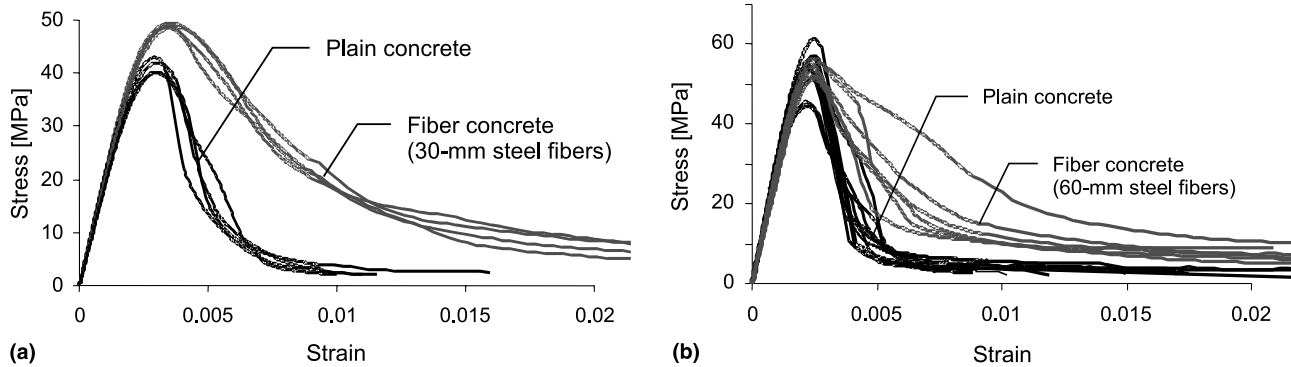 50
40
30
20
10
0
Stress [MPa]
Plain concrete
Fiber concrete
(30-mm steel fibers)
0
0.005
0.01
0.015
0.02
(a)
Strain
60
40
20
0
Stress [MPa]
Plain concrete
Fiber concrete
(60-mm steel fibers)
0
0.005
0.01
0.015
0.02
(b)
Strain